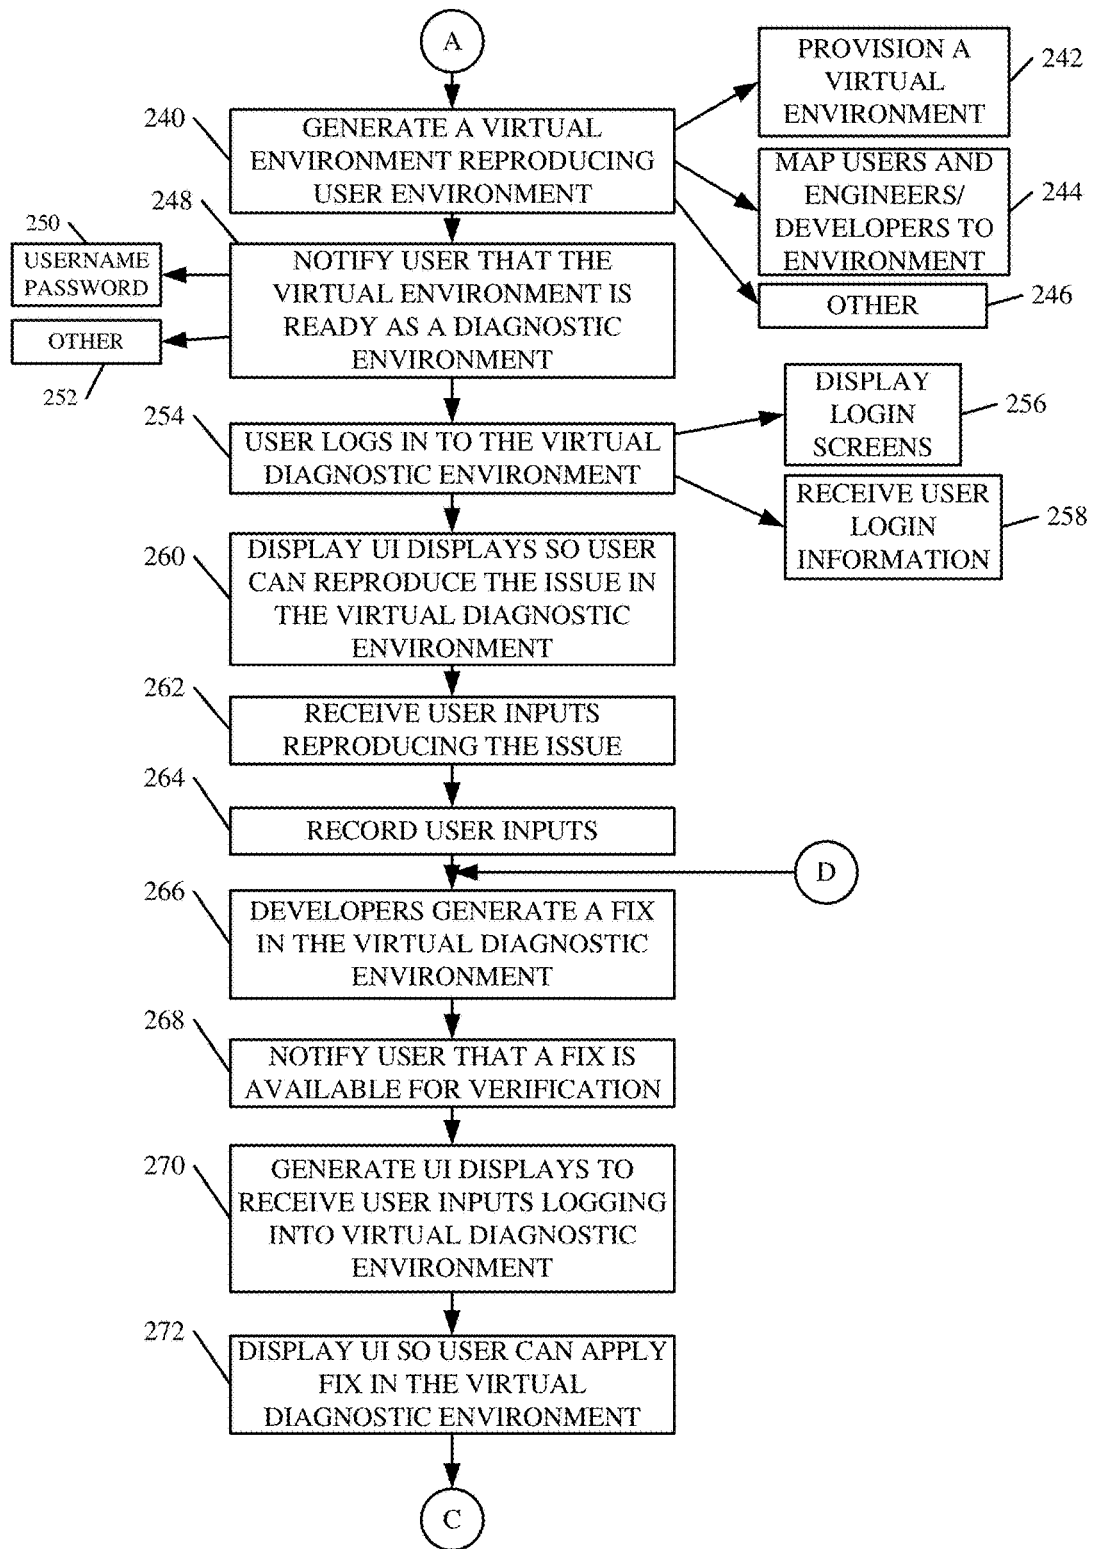 A
240
GENERATE A VIRTUAL
ENVIRONMENT REPRODUCING
USER ENVIRONMENT
PROVISION A
VIRTUAL
ENVIRONMENT
242
MAP USERS AND
ENGINEERS/
DEVELOPERS TO
ENVIRONMENT
244
OTHER
246
248
NOTIFY USER THAT THE
VIRTUAL ENVIRONMENT IS
READY AS A DIAGNOSTIC
ENVIRONMENT
250
USERNAME
PASSWORD
OTHER
252
254
USER LOGS IN TO THE VIRTUAL
DIAGNOSTIC ENVIRONMENT
DISPLAY
LOGIN
SCREENS
256
RECEIVE USER
LOGIN
INFORMATION
258
260
DISPLAY UI DISPLAYS SO USER
CAN REPRODUCE THE ISSUE IN
THE VIRTUAL DIAGNOSTIC
ENVIRONMENT
262
RECEIVE USER INPUTS
REPRODUCING THE ISSUE
264
RECORD USER INPUTS
D
266
DEVELOPERS GENERATE A FIX
IN THE VIRTUAL DIAGNOSTIC
ENVIRONMENT
268
NOTIFY USER THAT A FIX IS
AVAILABLE FOR VERIFICATION
270
GENERATE UI DISPLAYS TO
RECEIVE USER INPUTS LOGGING
INTO VIRTUAL DIAGNOSTIC
ENVIRONMENT
272
DISPLAY UI SO USER CAN APPLY
FIX IN THE VIRTUAL
DIAGNOSTIC ENVIRONMENT
C